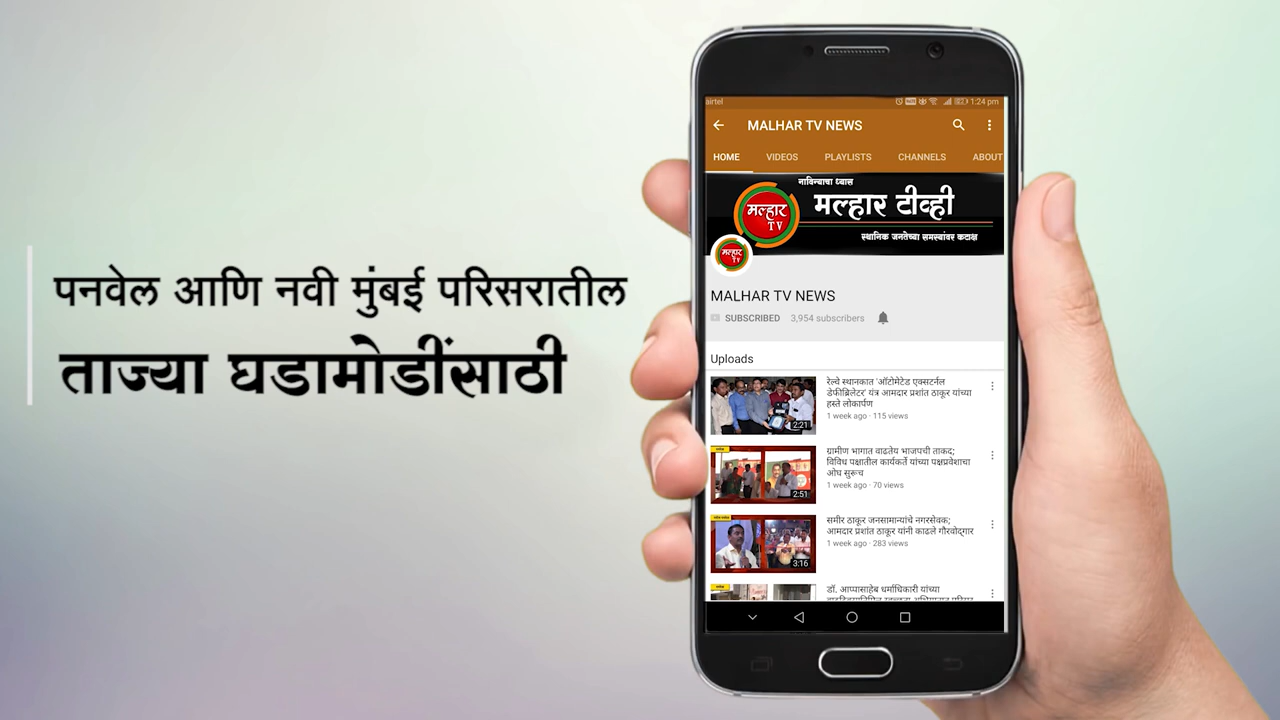 पनवेल आणि नवी मुंबई परिसरातील
ताज्या घडामोडींसाठी
airtel
1:24 pm
MALHAR TV NEWS
HOME VIDEOS PLAYLISTS CHANNELS ABOUT
नाविन्याचा ध्यास
मल्हार टीव्ही
मल्हार
TV
स्थानिक जनतेच्या समस्यांवर कटाक्ष
मल्हार
TV
MALHAR TV NEWS
SUBSCRIBED 3,954 subscribers
Uploads
रेल्वे स्थानकात 'ऑटोमेटेड एक्सटर्नल
डेफीब्रिलेटर' यंत्र आमदार प्रशांत ठाकूर यांच्या
हस्ते लोकार्पण
1 week ago · 115 views
2:21
ग्रामीण भागात वाढतेय भाजपची ताकद;
विविध पक्षातील कार्यकर्ते यांच्या पक्षप्रवेशाचा
ओघ सुरूच
1 week ago · 70 views
2:51
समीर ठाकूर जनसामान्यांचे नगरसेवक;
आमदार प्रशांत ठाकूर यांनी काढले गौरवोद्गार
1 week ago · 283 views
3:16
डॉ. आप्पासाहेब धर्माधिकारी यांच्या